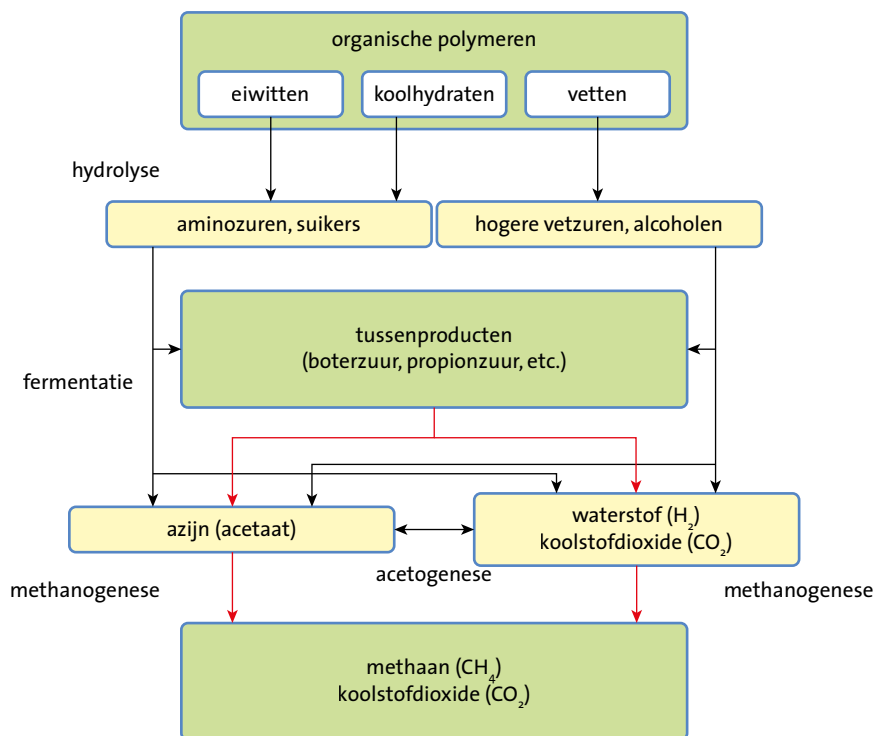 organische polymeren
eiwitten
koolhydraten
vetten
hydrolyse
aminozuren, suikers
hogere vetzuren, alcoholen
tussenproducten
(boterzuur, propionzuur, etc.)
fermentatie
azijn (acetaat)
waterstof (H₂)
koolstofdioxide (CO₂)
acetogenese
methanogenese
methanogenese
methaan (CH₄)
koolstofdioxide (CO₂)